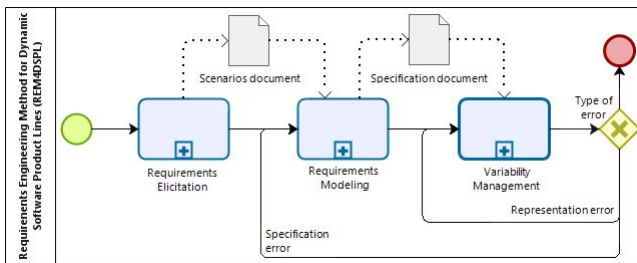 Requirenents Engineering Method for Dynamic
Software Product Lines (REM4DSPL)
Scenarios document
Specification document
Type of
error
Requirements
Elicitation
Requirements
Modeling
Variability
Management
Representation error
Specification
error